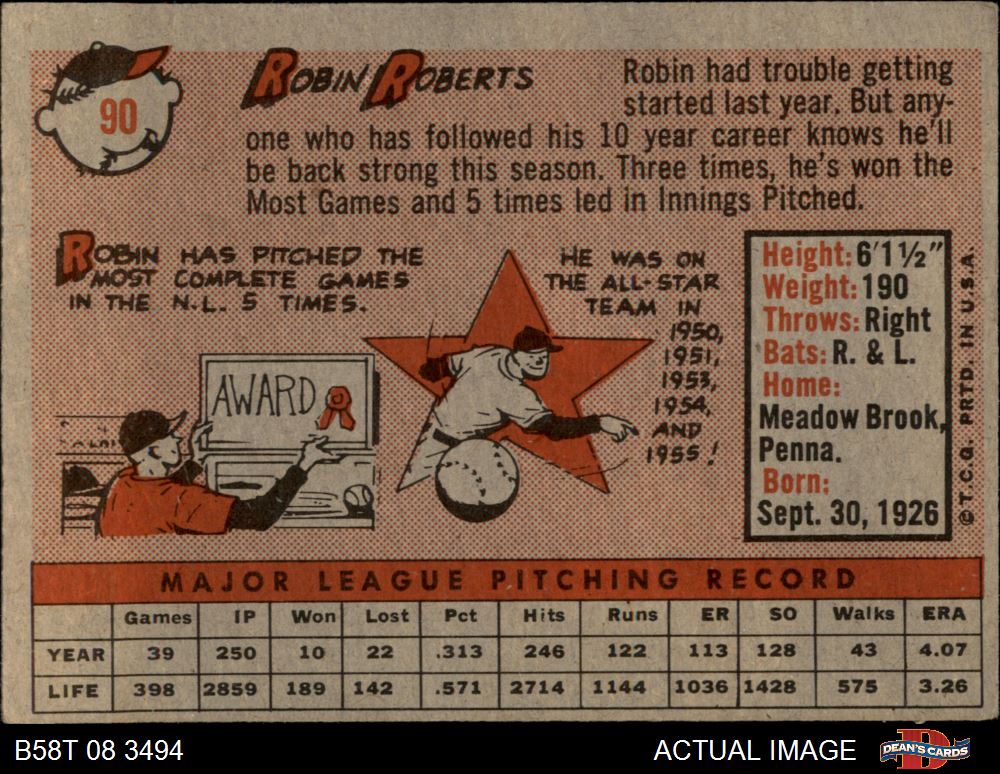 90
ROBIN ROBERTS
Robin had trouble getting
started last year. But any-
one who has followed his 10 year career knows he'll
be back strong this season. Three times, he's won the
Most Games and 5 times led in Innings Pitched.
ROBIN HAS PITCHED THE
MOST COMPLETE GAMES
IN THE N.L. 5 TIMES.
AWARD
HE WAS ON
THE ALL-STAR
TEAM IN
1950,
1951,
1953,
1954,
AND
1955!
Height: 6'1½"
Weight: 190
Throws: Right
Bats: R. & L.
Home:
Meadow Brook,
Penna.
Born:
Sept. 30, 1926
© T.C.G. PRTD. IN U.S.A.
MAJOR LEAGUE PITCHING RECORD
Games IP Won Lost Pct Hits Runs ER SO Walks ERA
YEAR 39 250 10 22 .313 246 122 113 128 43 4.07
LIFE 398 2859 189 142 .571 2714 1144 1036 1428 575 3.26
B58T 08 3494
ACTUAL IMAGE
DEAN'S CARDS